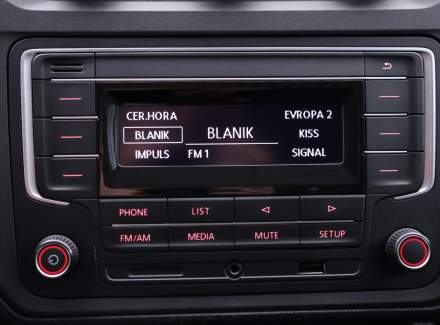 CER.HORA EVROPA 2
BLANIK BLANIK KISS
IMPULS FM 1 SIGNAL
PHONE LIST
FM/AM MEDIA MUTE SETUP